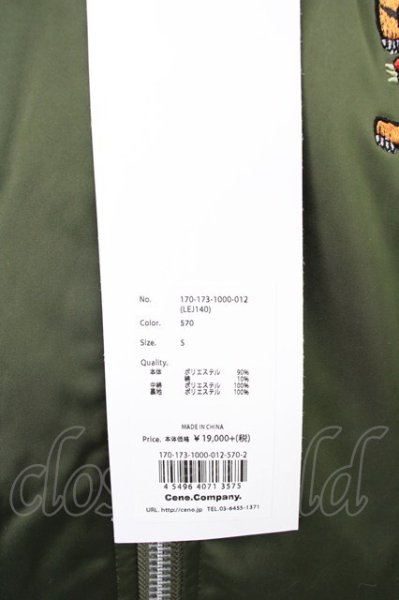 No. 170-173-1000-012
(LEJ140)
Color. 570
Size. S
Quality.
本体 ポリエステル 90%
綿 10%
中綿 ポリエステル 100%
裏地 ポリエステル 100%
MADE IN CHINA
Price. 本体価格 ¥19,000+(税)
170-173-1000-012-570-2
4 549640 713575
Cene.Company.
URL. http://cene.jp TEL.03-6455-1371